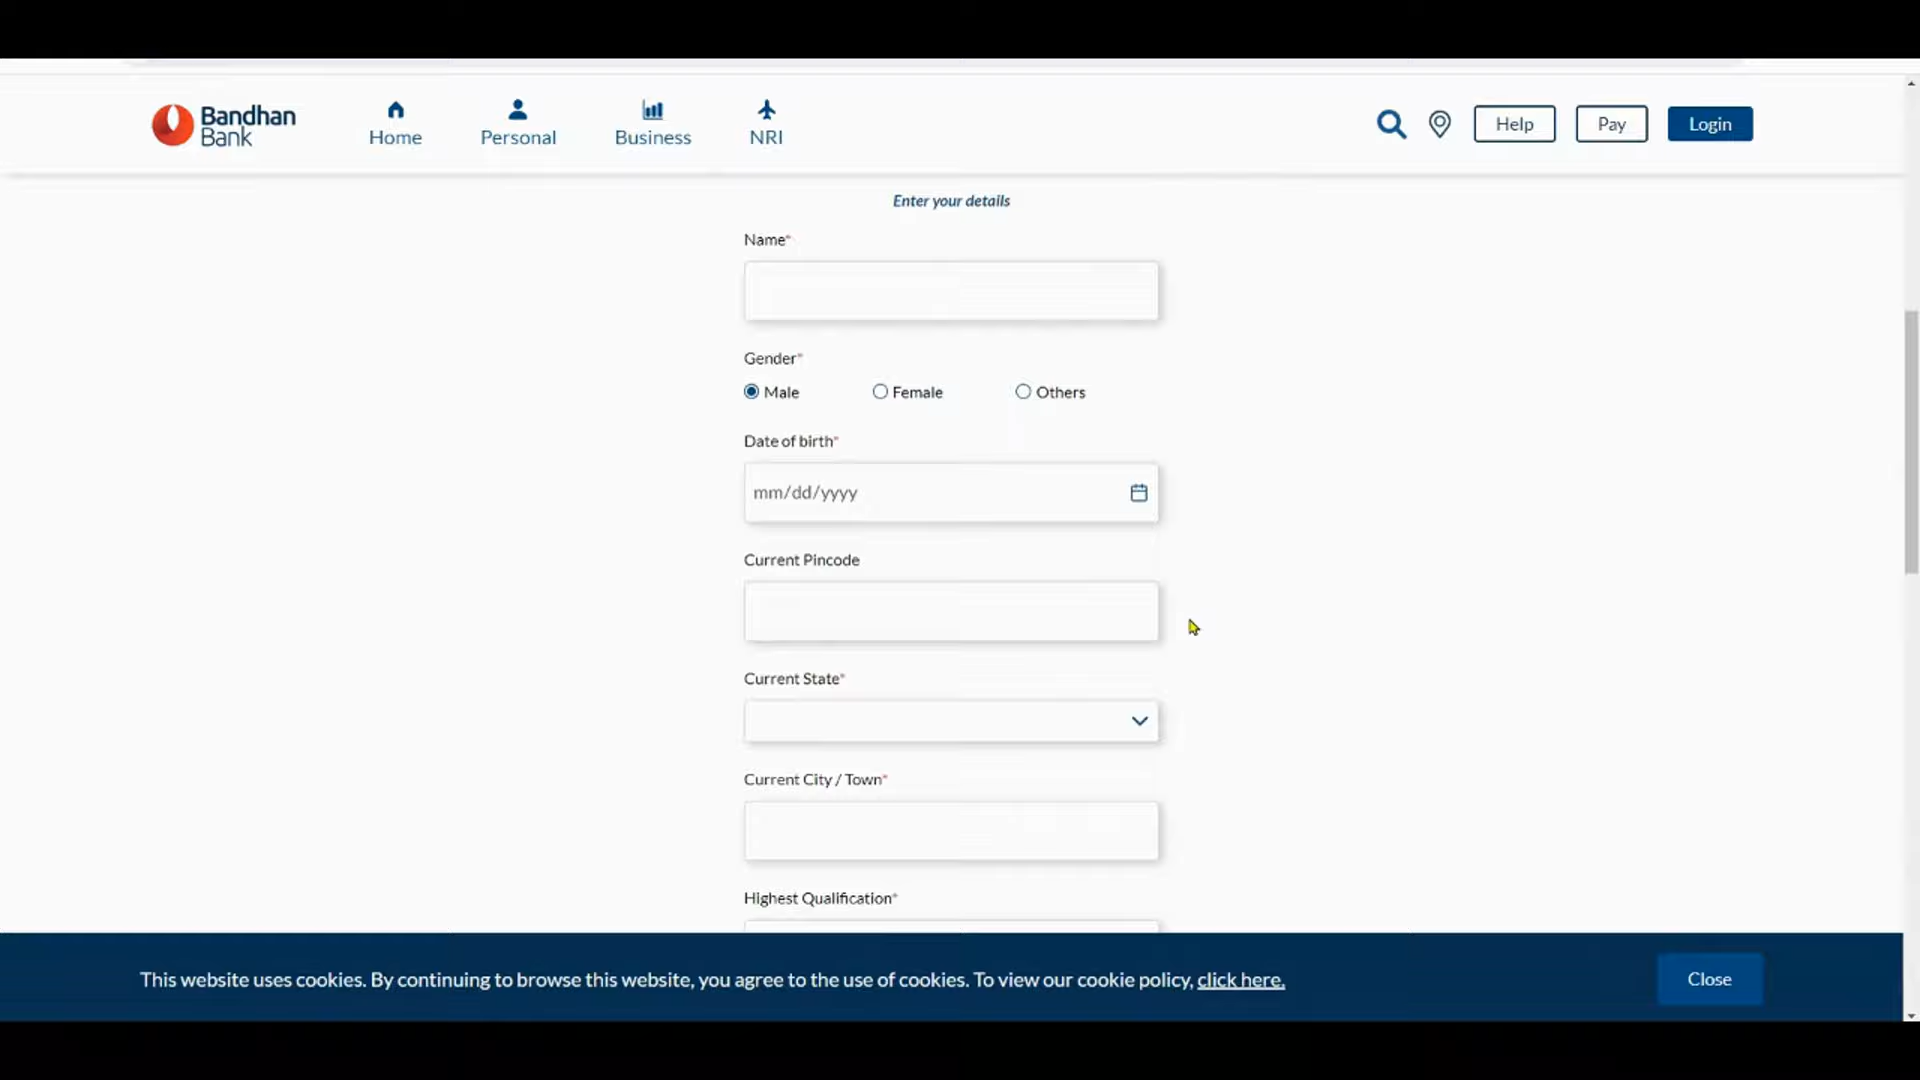 Bandhan
Bank
Home
Personal
Business
NRI
Help
Pay
Login
Enter your details
Name*
Gender*
Male
Female
Others
Date of birth*
mm/dd/yyyy
Current Pincode
Current State*
Current City / Town*
Highest Qualification*
This website uses cookies. By continuing to browse this website, you agree to the use of cookies. To view our cookie policy, click here.
Close